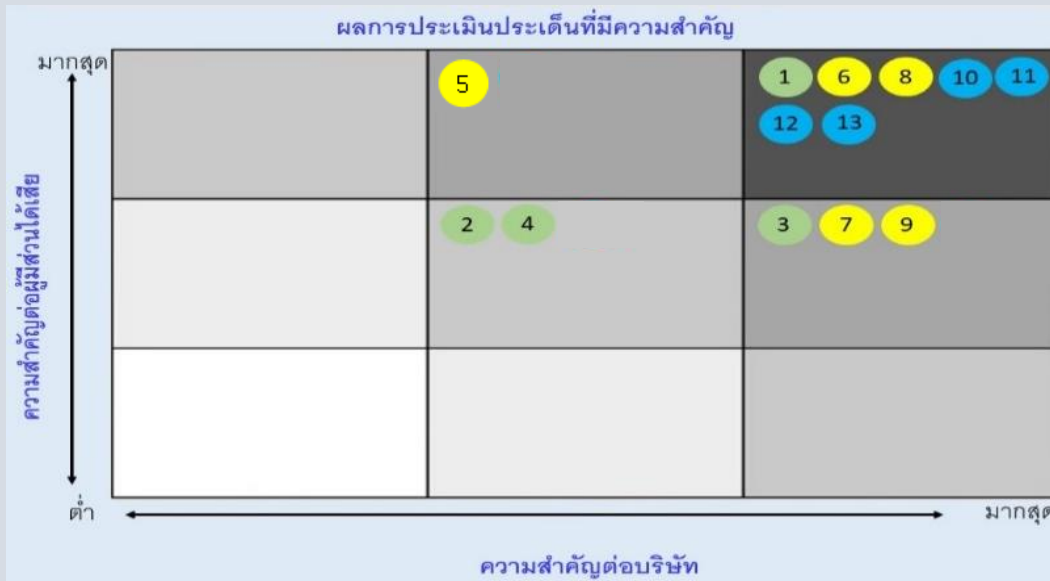 ผลการประเมินประเด็นที่มีความสำคัญ
มากสุด
5
1 6 8 10 11
12 13
ความสำคัญต่อผู้มีส่วนได้เสีย
2 4
3 7 9
ต่ำ
มากสุด
ความสำคัญต่อบริษัท